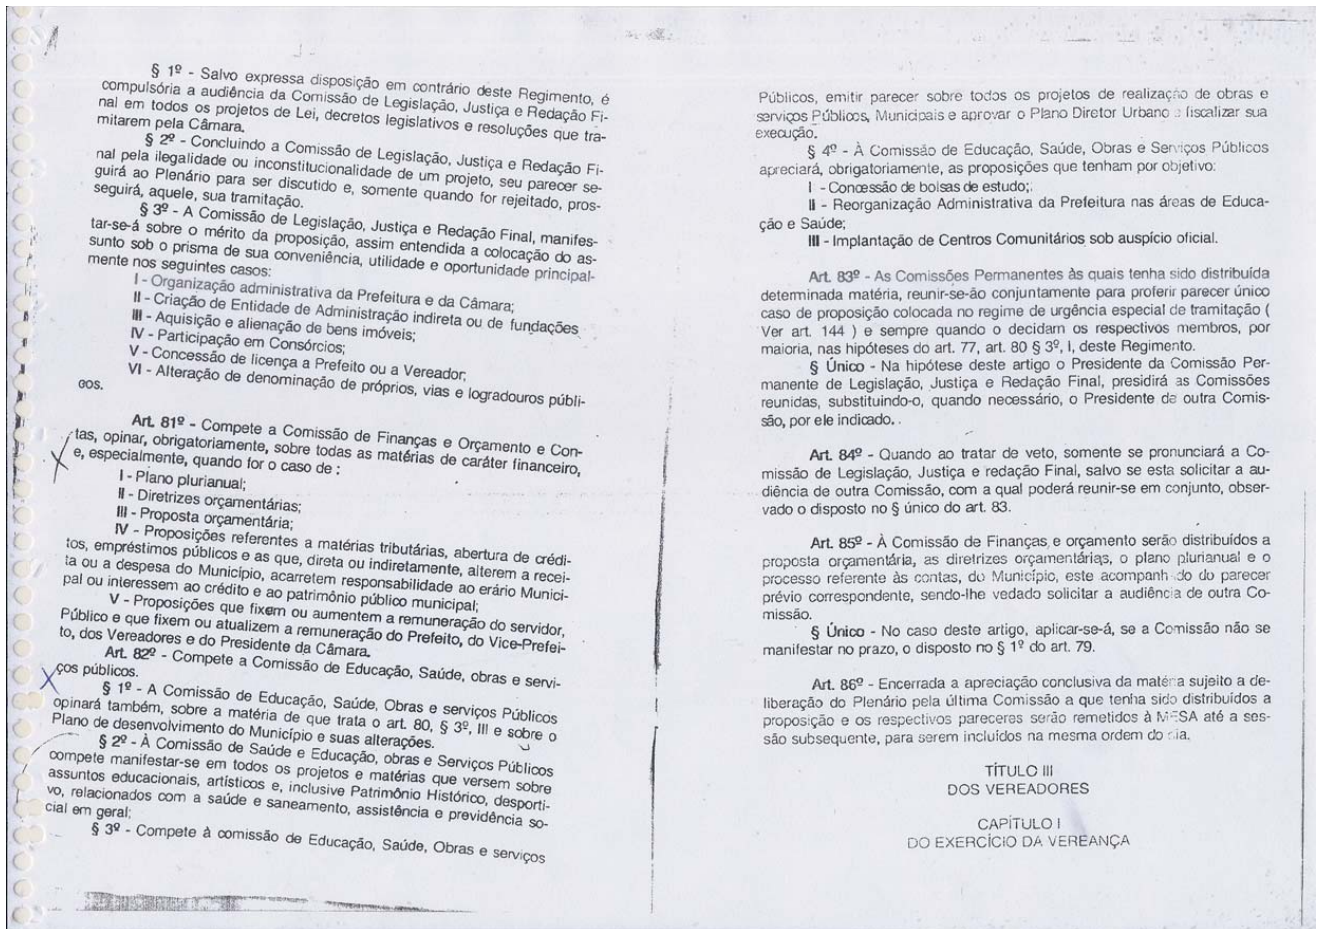 § 1º - Salvo expressa disposição em contrário deste Regimento, é
compulsória a audiência da Comissão de Legislação, Justiça e Redação Fi-
nal em todos os projetos de Lei, decretos legislativos e resoluções que tra-
mitarem pela Câmara.
§ 2º - Concluindo a Comissão de Legislação, Justiça e Redação Fi-
nal pela ilegalidade ou inconstitucionalidade de um projeto, seu parecer se-
guirá ao Plenário para ser discutido e, somente quando for rejeitado, pros-
seguirá, aquele, sua tramitação.
§ 3º - A Comissão de Legislação, Justiça e Redação Final, manifes-
tar-se-á sobre o mérito da proposição, assim entendida a colocação do as-
sunto sob o prisma de sua conveniência, utilidade e oportunidade principal-
mente nos seguintes casos:
I - Organização administrativa da Prefeitura e da Câmara;
II - Criação de Entidade de Administração indireta ou de fundações
III - Aquisição e alienação de bens imóveis;
IV - Participação em Consórcios;
V - Concessão de licença a Prefeito ou a Vereador;
VI - Alteração de denominação de próprios, vias e logradouros públi-
cos.
Art. 81º - Compete a Comissão de Finanças e Orçamento e Con-
tas, opinar, obrigatoriamente, sobre todas as matérias de caráter financeiro,
e, especialmente, quando for o caso de :
I - Plano plurianual;
II - Diretrizes orçamentárias;
III - Proposta orçamentária;
IV - Proposições referentes a matérias tributárias, abertura de crédi-
tos, empréstimos públicos e as que, direta ou indiretamente, alterem a recei-
ta ou a despesa do Município, acarretem responsabilidade ao erário Munici-
pal ou interessem ao crédito e ao patrimônio público municipal;
V - Proposições que fixem ou aumentem a remuneração do servidor,
Público e que fixem ou atualizem a remuneração do Prefeito, do Vice-Prefei-
to, dos Vereadores e do Presidente da Câmara.
Art. 82º - Compete a Comissão de Educação, Saúde, obras e servi-
ços públicos.
§ 1º - A Comissão de Educação, Saúde, Obras e serviços Públicos
opinará também, sobre a matéria de que trata o art. 80, § 3º, III e sobre o
Plano de desenvolvimento do Município e suas alterações.
§ 2º - À Comissão de Saúde e Educação, obras e Serviços Públicos
compete manifestar-se em todos os projetos e matérias que versem sobre
assuntos educacionais, artísticos e, inclusive Patrimônio Histórico, desporti-
vo, relacionados com a saúde e saneamento, assistência e previdência so-
cial em geral;
§ 3º - Compete à comissão de Educação, Saúde, Obras e serviços
Públicos, emitir parecer sobre todos os projetos de realização de obras e
serviços Públicos, Municipais e aprovar o Plano Diretor Urbano e fiscalizar sua
execução.
§ 4º - À Comissão de Educação, Saúde, Obras e Serviços Públicos
apreciará, obrigatoriamente, as proposições que tenham por objetivo:
I - Concessão de bolsas de estudo;
II - Reorganização Administrativa da Prefeitura nas áreas de Educa-
ção e Saúde;
III - Implantação de Centros Comunitários sob auspício oficial.
Art. 83º - As Comissões Permanentes às quais tenha sido distribuída
determinada matéria, reunir-se-ão conjuntamente para proferir parecer único
caso de proposição colocada no regime de urgência especial de tramitação (
Ver art. 144 ) e sempre quando o decidam os respectivos membros, por
maioria, nas hipóteses do art. 77, art. 80 § 3º, I, deste Regimento.
§ Único - Na hipótese deste artigo o Presidente da Comissão Per-
manente de Legislação, Justiça e Redação Final, presidirá as Comissões
reunidas, substituindo-o, quando necessário, o Presidente de outra Comis-
são, por ele indicado.
Art. 84º - Quando ao tratar de veto, somente se pronunciará a Co-
missão de Legislação, Justiça e redação Final, salvo se esta solicitar a au-
diência de outra Comissão, com a qual poderá reunir-se em conjunto, obser-
vado o disposto no § único do art. 83.
Art. 85º - À Comissão de Finanças e orçamento serão distribuídos a
proposta orçamentária, as diretrizes orçamentárias, o plano plurianual e o
processo referente às contas, do Município, este acompanhado do parecer
prévio correspondente, sendo-lhe vedado solicitar a audiência de outra Co-
missão.
§ Único - No caso deste artigo, aplicar-se-á, se a Comissão não se
manifestar no prazo, o disposto no § 1º do art. 79.
Art. 86º - Encerrada a apreciação conclusiva da matéria sujeito a de-
liberação do Plenário pela última Comissão a que tenha sido distribuídos a
proposição e os respectivos pareceres serão remetidos à MESA até a ses-
são subsequente, para serem incluídos na mesma ordem do dia.
TÍTULO III
DOS VEREADORES
CAPÍTULO I
DO EXERCÍCIO DA VEREANÇA